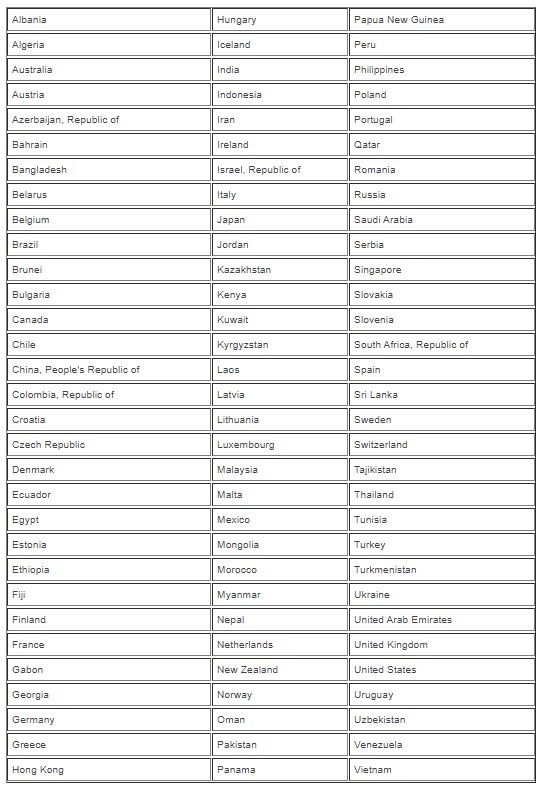 Albania Hungary Papua New Guinea
Algeria Iceland Peru
Australia India Philippines
Austria Indonesia Poland
Azerbaijan, Republic of Iran Portugal
Bahrain Ireland Qatar
Bangladesh Israel, Republic of Romania
Belarus Italy Russia
Belgium Japan Saudi Arabia
Brazil Jordan Serbia
Brunei Kazakhstan Singapore
Bulgaria Kenya Slovakia
Canada Kuwait Slovenia
Chile Kyrgyzstan South Africa, Republic of
China, People's Republic of Laos Spain
Colombia, Republic of Latvia Sri Lanka
Croatia Lithuania Sweden
Czech Republic Luxembourg Switzerland
Denmark Malaysia Tajikistan
Ecuador Malta Thailand
Egypt Mexico Tunisia
Estonia Mongolia Turkey
Ethiopia Morocco Turkmenistan
Fiji Myanmar Ukraine
Finland Nepal United Arab Emirates
France Netherlands United Kingdom
Gabon New Zealand United States
Georgia Norway Uruguay
Germany Oman Uzbekistan
Greece Pakistan Venezuela
Hong Kong Panama Vietnam